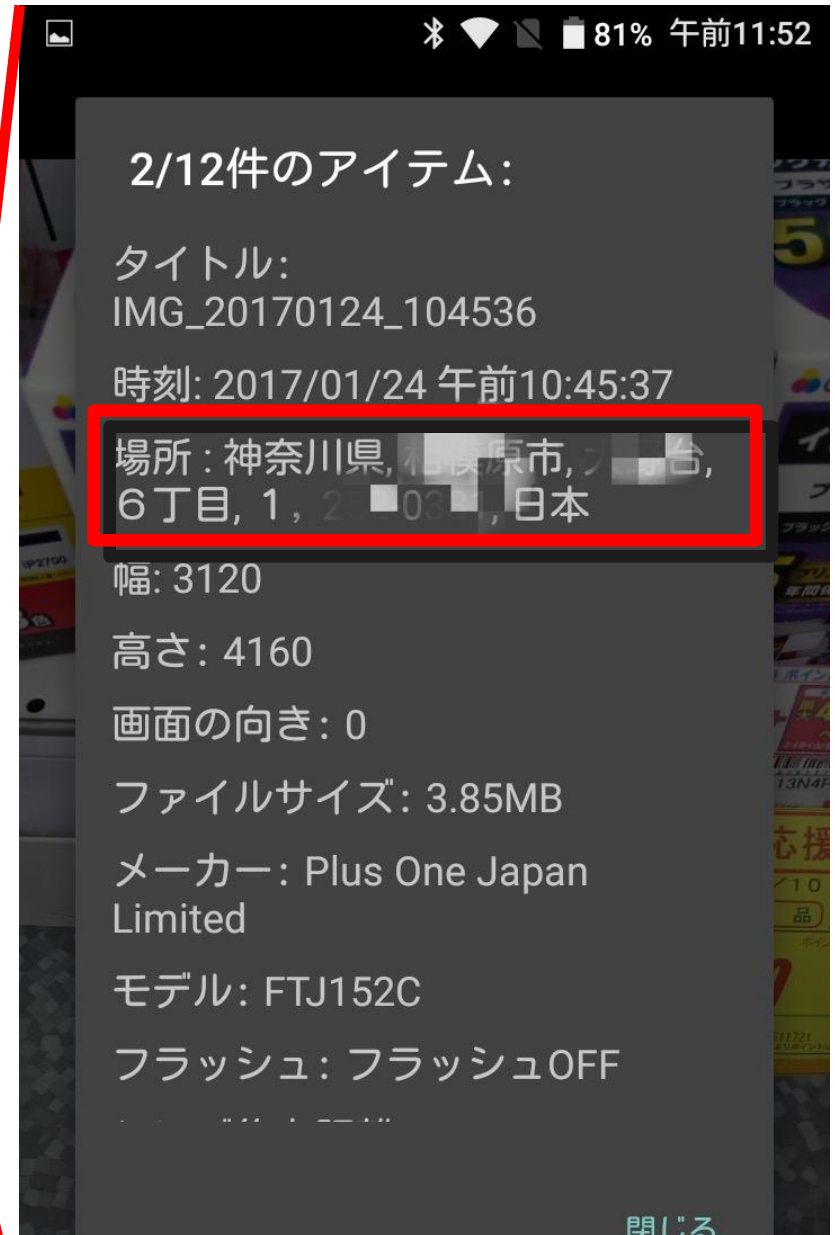 81% 午前11:52
2/12件のアイテム:
タイトル:
IMG_20170124_104536
時刻: 2017/01/24 午前10:45:37
場所 : 神奈川県, 原市, 台,
６丁目, 1, 日本
幅: 3120
高さ: 4160
画面の向き: 0
ファイルサイズ: 3.85MB
メーカー: Plus One Japan
Limited
モデル: FTJ152C
フラッシュ: フラッシュOFF
閉じる